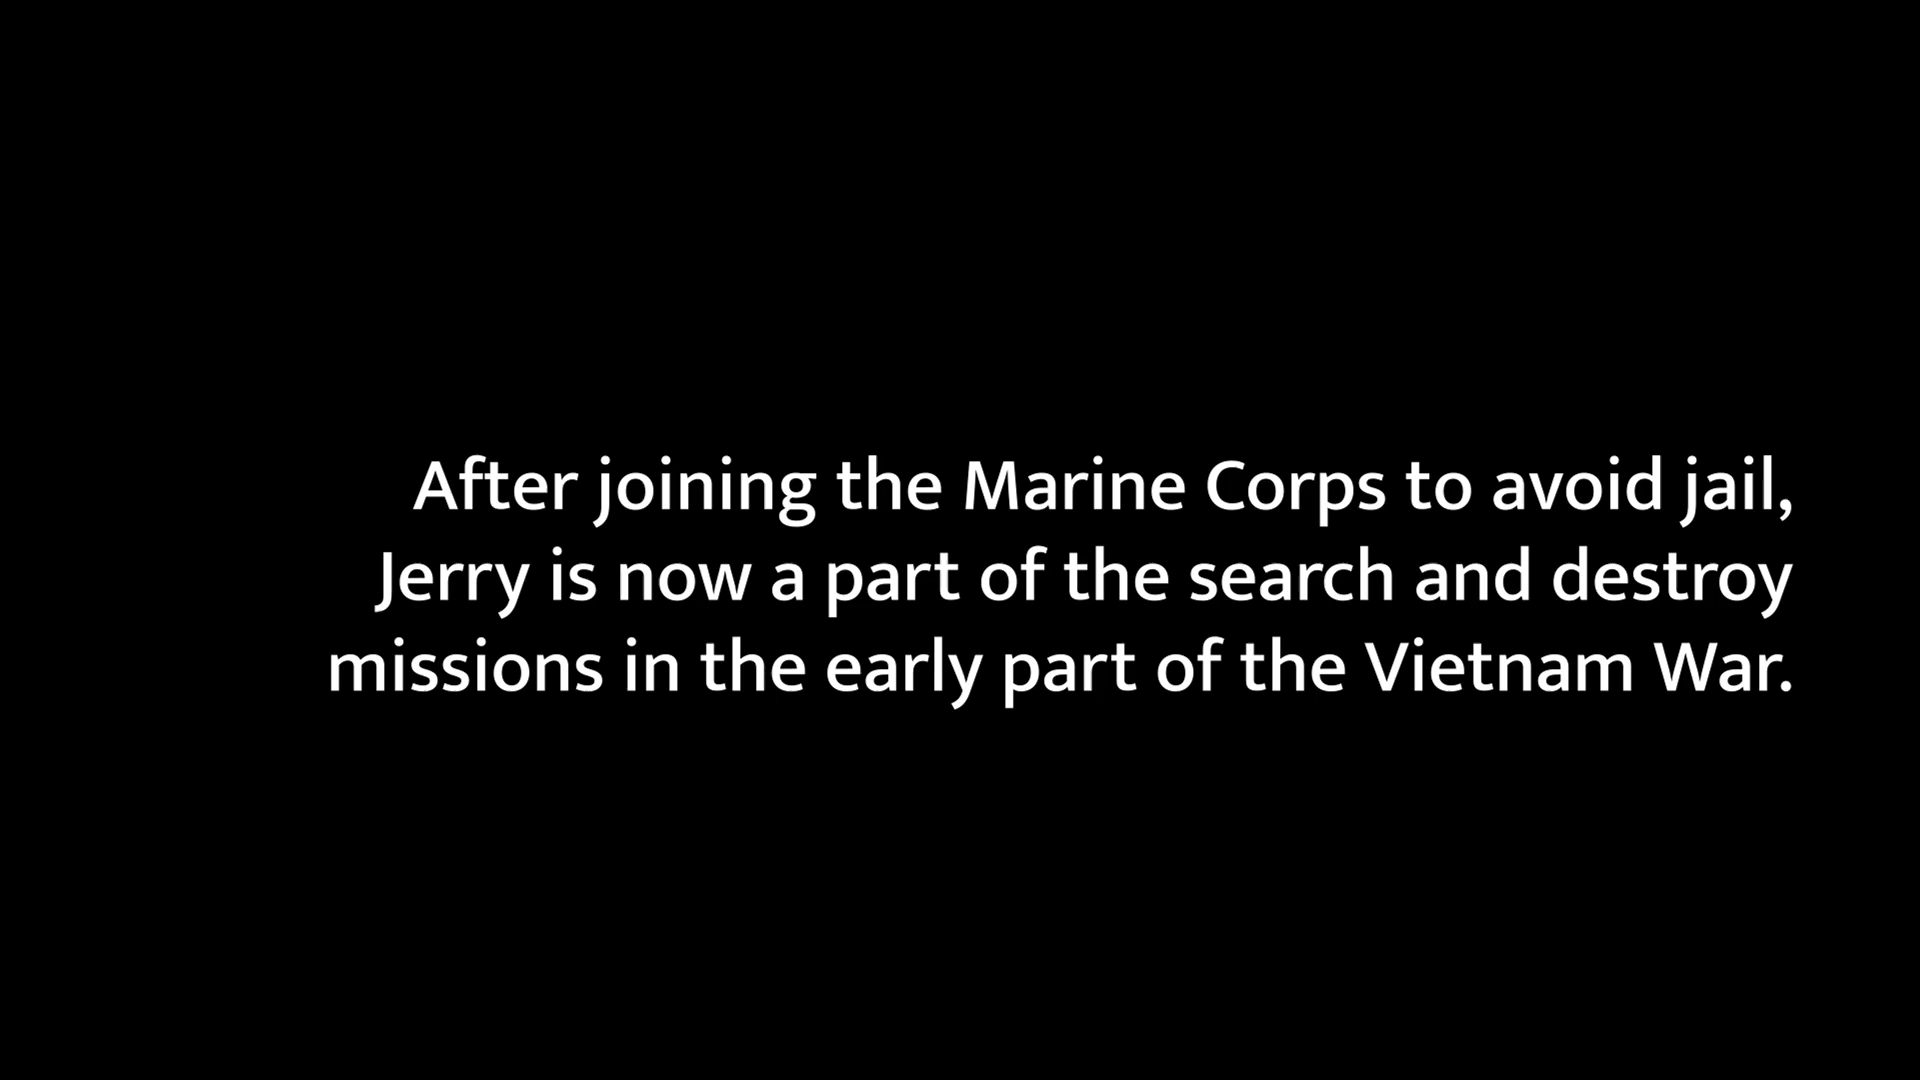 After joining the Marine Corps to avoid jail,
Jerry is now a part of the search and destroy
missions in the early part of the Vietnam War.